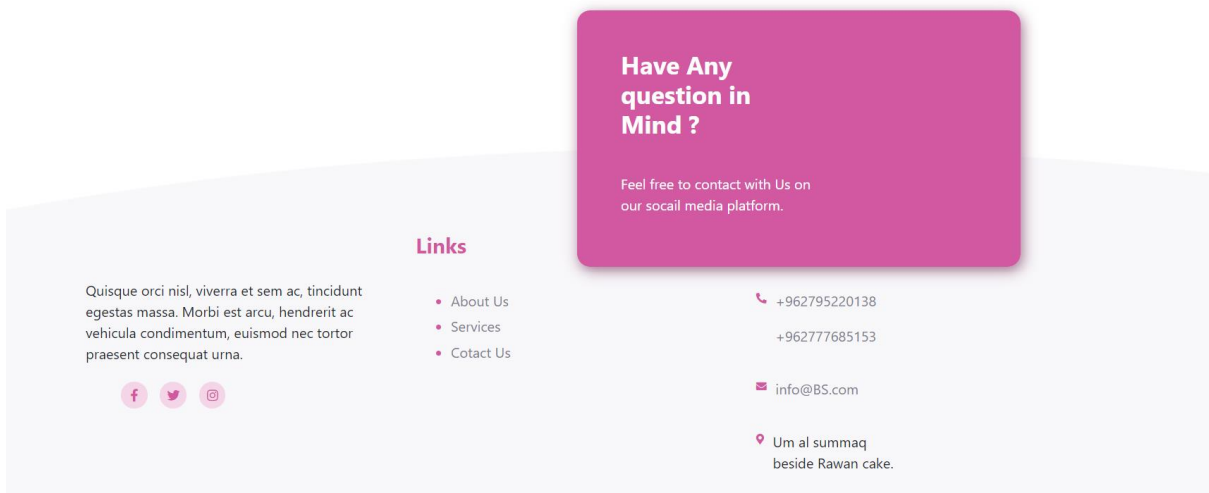 Have Any
question in
Mind ?
Feel free to contact with Us on
our socail media platform.
Quisque orci nisl, viverra et sem ac, tincidunt
egestas massa. Morbi est arcu, hendrerit ac
vehicula condimentum, euismod nec tortor
praesent consequat urna.
Links
About Us
Services
Cotact Us
+962795220138
+962777685153
info@BS.com
Um al summaq
beside Rawan cake.